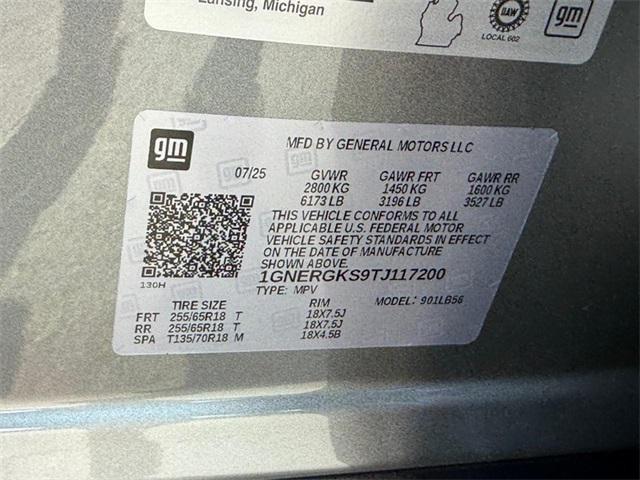 Lansing, Michigan
UAW
LOCAL 602
gm
gm
MFD BY GENERAL MOTORS LLC
07/25 GVWR GAWR FRT GAWR RR
2800 KG 1450 KG 1600 KG
6173 LB 3196 LB 3527 LB
THIS VEHICLE CONFORMS TO ALL
APPLICABLE U.S. FEDERAL MOTOR
VEHICLE SAFETY STANDARDS IN EFFECT
ON THE DATE OF MANUFACTURE
SHOWN ABOVE.
130H
1GNERGKS9TJ117200
TYPE: MPV MODEL: 901LB56
TIRE SIZE RIM
FRT 255/65R18 T 18X7.5J
RR 255/65R18 T 18X7.5J
SPA T135/70R18 M 18X4.5B